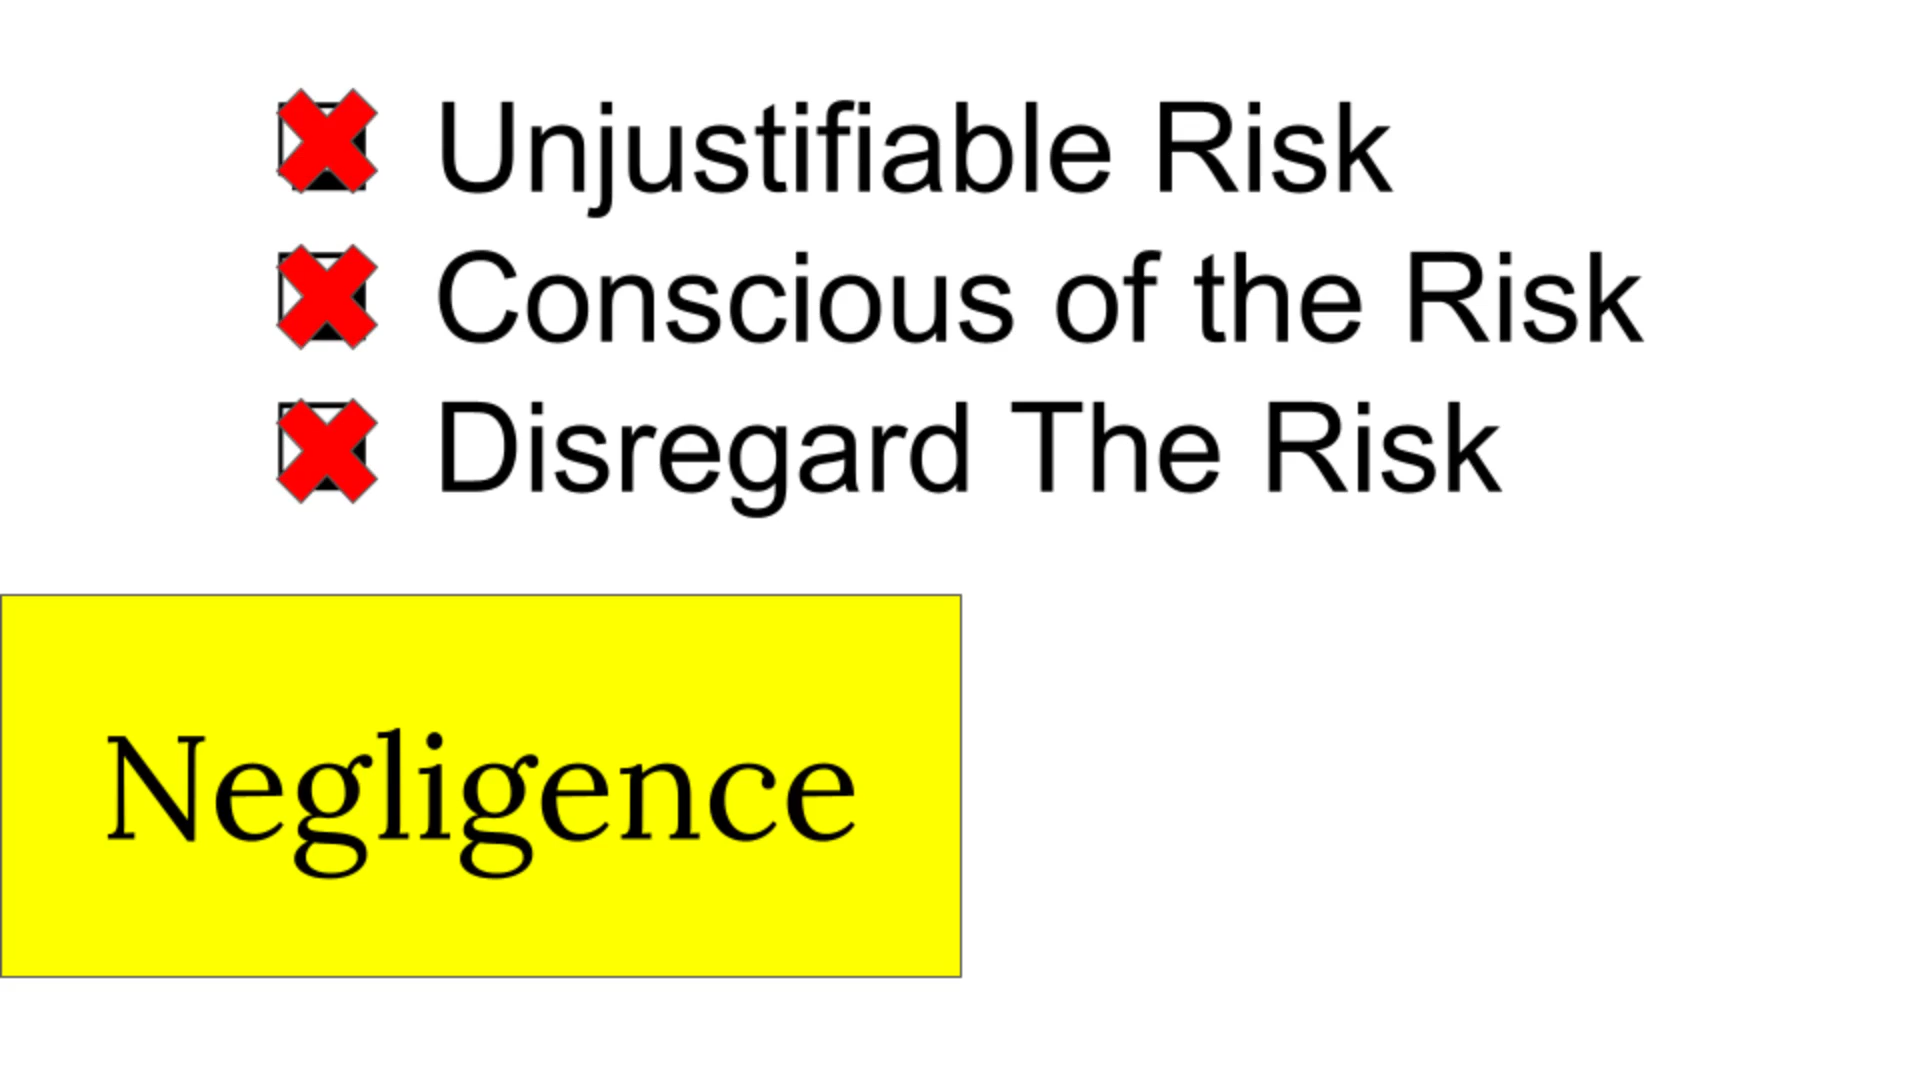 Unjustifiable Risk
Conscious of the Risk
Disregard The Risk
Negligence